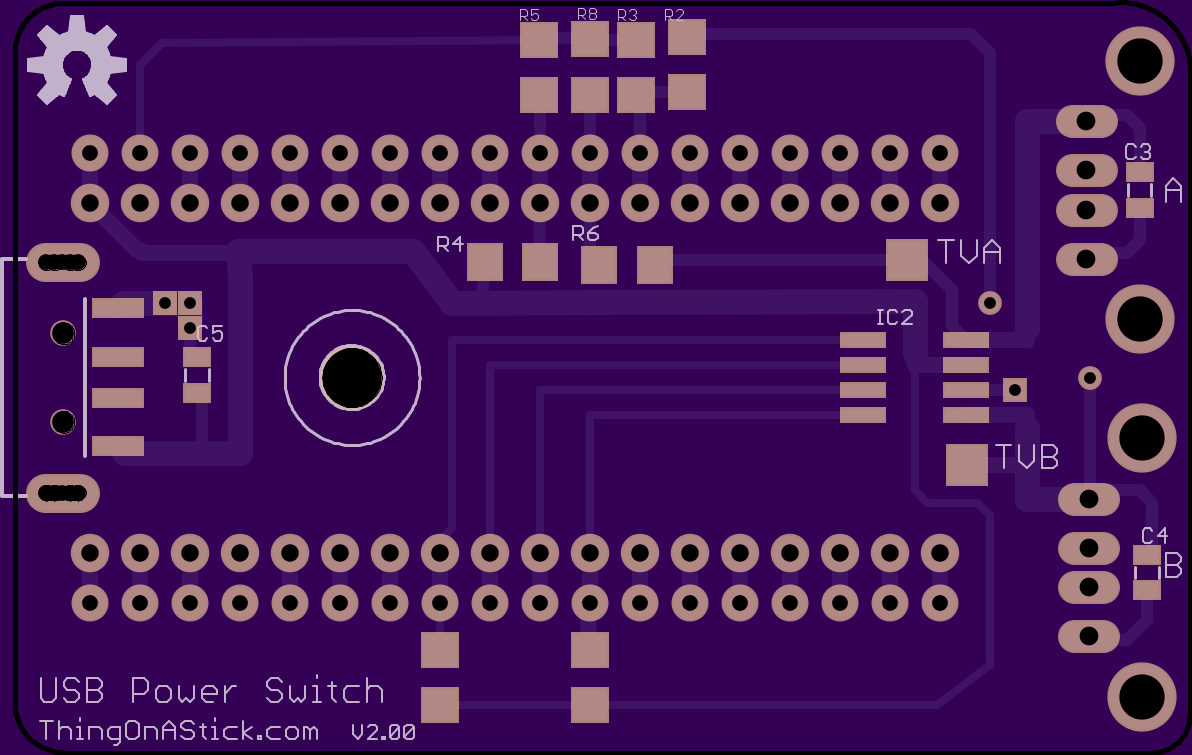 R5 R8 R3 R2
C3
A
R4 R6 TVA
IC2
C5
TVB
C4
B
USB Power Switch
ThingOnAStick.com V2.00